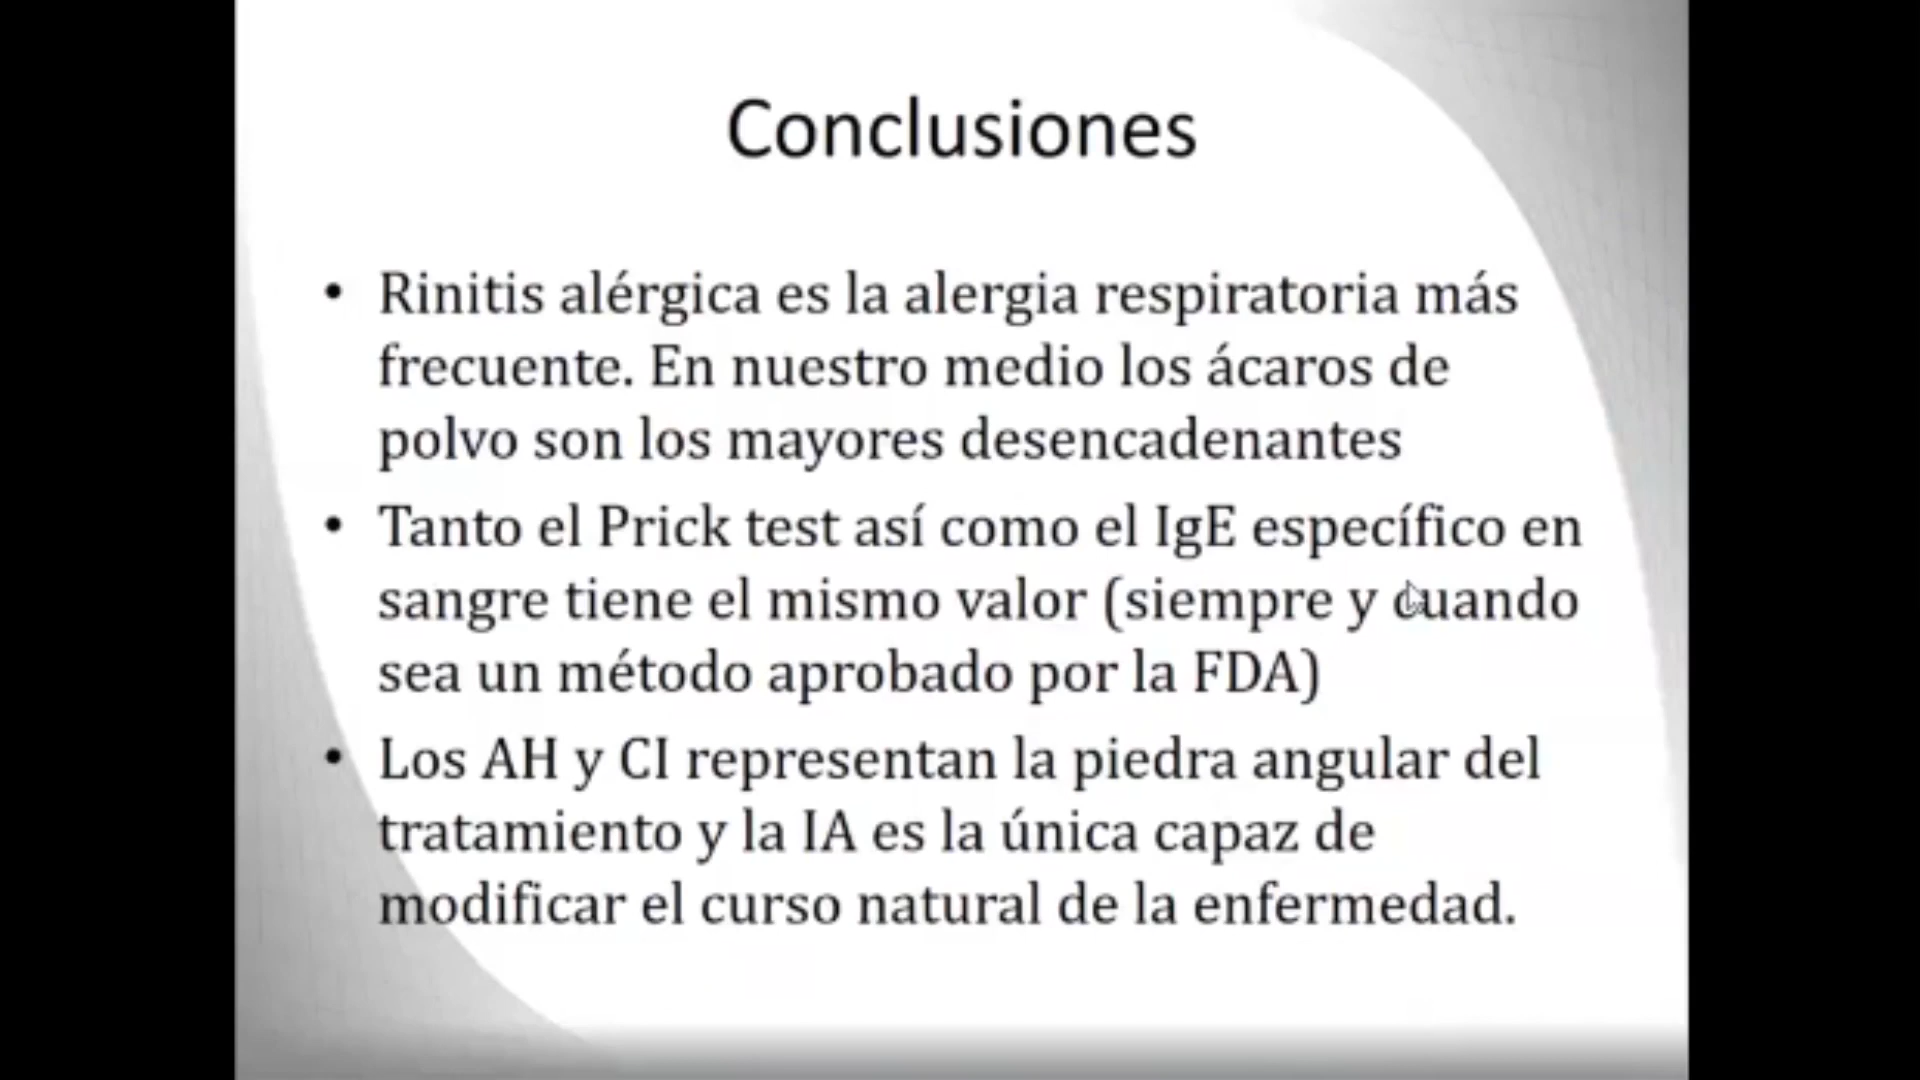 Conclusiones
• Rinitis alérgica es la alergia respiratoria más
frecuente. En nuestro medio los ácaros de
polvo son los mayores desencadenantes
• Tanto el Prick test así como el IgE específico en
sangre tiene el mismo valor (siempre y cuando
sea un método aprobado por la FDA)
• Los AH y CI representan la piedra angular del
tratamiento y la IA es la única capaz de
modificar el curso natural de la enfermedad.